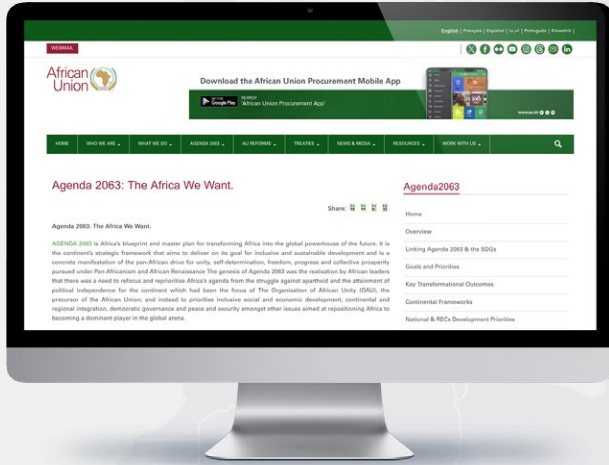 English | Français | Español | العربية | Português | Kiswahili |
WEBMAIL
African
Union
Download the African Union Procurement Mobile App
GET IT ON
Google Play
SEARCH
'African Union Procurement App'
www.au.int
HOME
WHO WE ARE
WHAT WE DO
AGENDA 2063
AU REFORMS
TREATIES
NEWS & MEDIA
RESOURCES
WORK WITH US
Agenda 2063: The Africa We Want.
Share:
Agenda 2063: The Africa We Want.
AGENDA 2063 is Africa's blueprint and master plan for transforming Africa into the global powerhouse of the future. It is
the continent's strategic framework that aims to deliver on its goal for inclusive and sustainable development and is a
concrete manifestation of the pan-African drive for unity, self-determination, freedom, progress and collective prosperity
pursued under Pan-Africanism and African Renaissance The genesis of Agenda 2063 was the realisation by African leaders
that there was a need to refocus and reprioritise Africa's agenda from the struggle against apartheid and the attainment of
political independence for the continent which had been the focus of The Organisation of African Unity (OAU), the
precursor of the African Union; and instead to prioritise inclusive social and economic development, continental and
regional integration, democratic governance and peace and security amongst other issues aimed at repositioning Africa to
becoming a dominant player in the global arena.
Agenda2063
Home
Overview
Linking Agenda 2063 & the SDGs
Goals and Priorities
Key Transformational Outcomes
Continental Frameworks
National & RECs Development Priorities